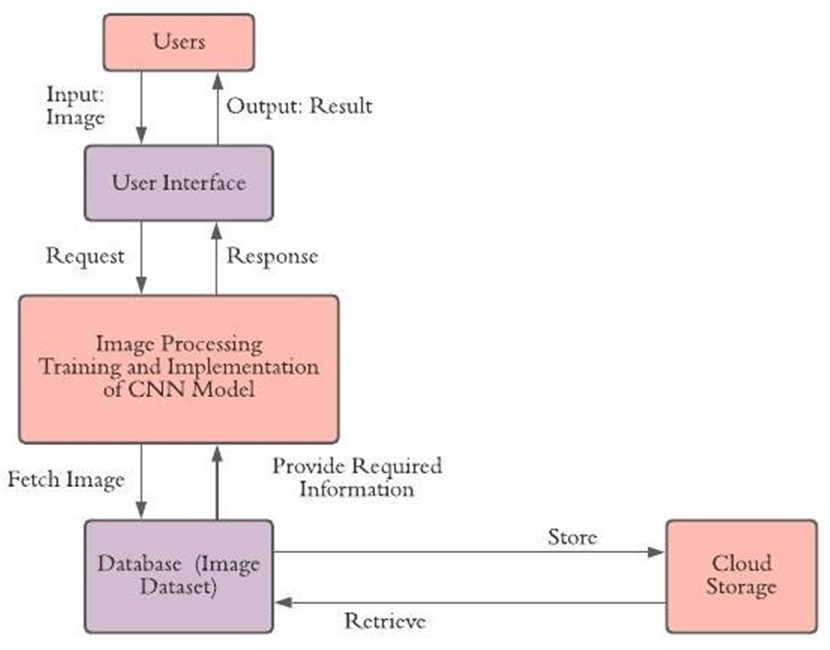 Users
Input:
Image
Output: Result
User Interface
Request
Response
Image Processing
Training and Implementation
of CNN Model
Fetch Image
Provide Required
Information
Database (Image
Dataset)
Store
Cloud
Storage
Retrieve